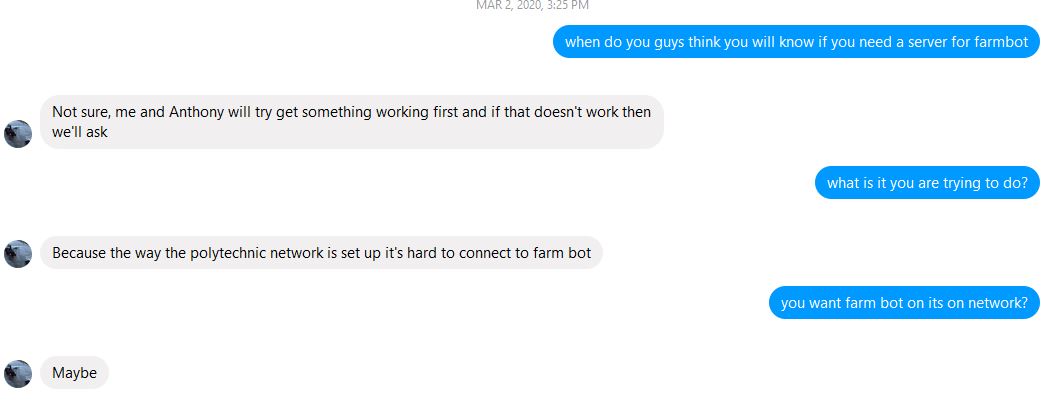 MAR 2, 2020, 3:25 PM
when do you guys think you will know if you need a server for farmbot
Not sure, me and Anthony will try get something working first and if that doesn't work then
we'll ask
what is it you are trying to do?
Because the way the polytechnic network is set up it's hard to connect to farm bot
you want farm bot on its on network?
Maybe